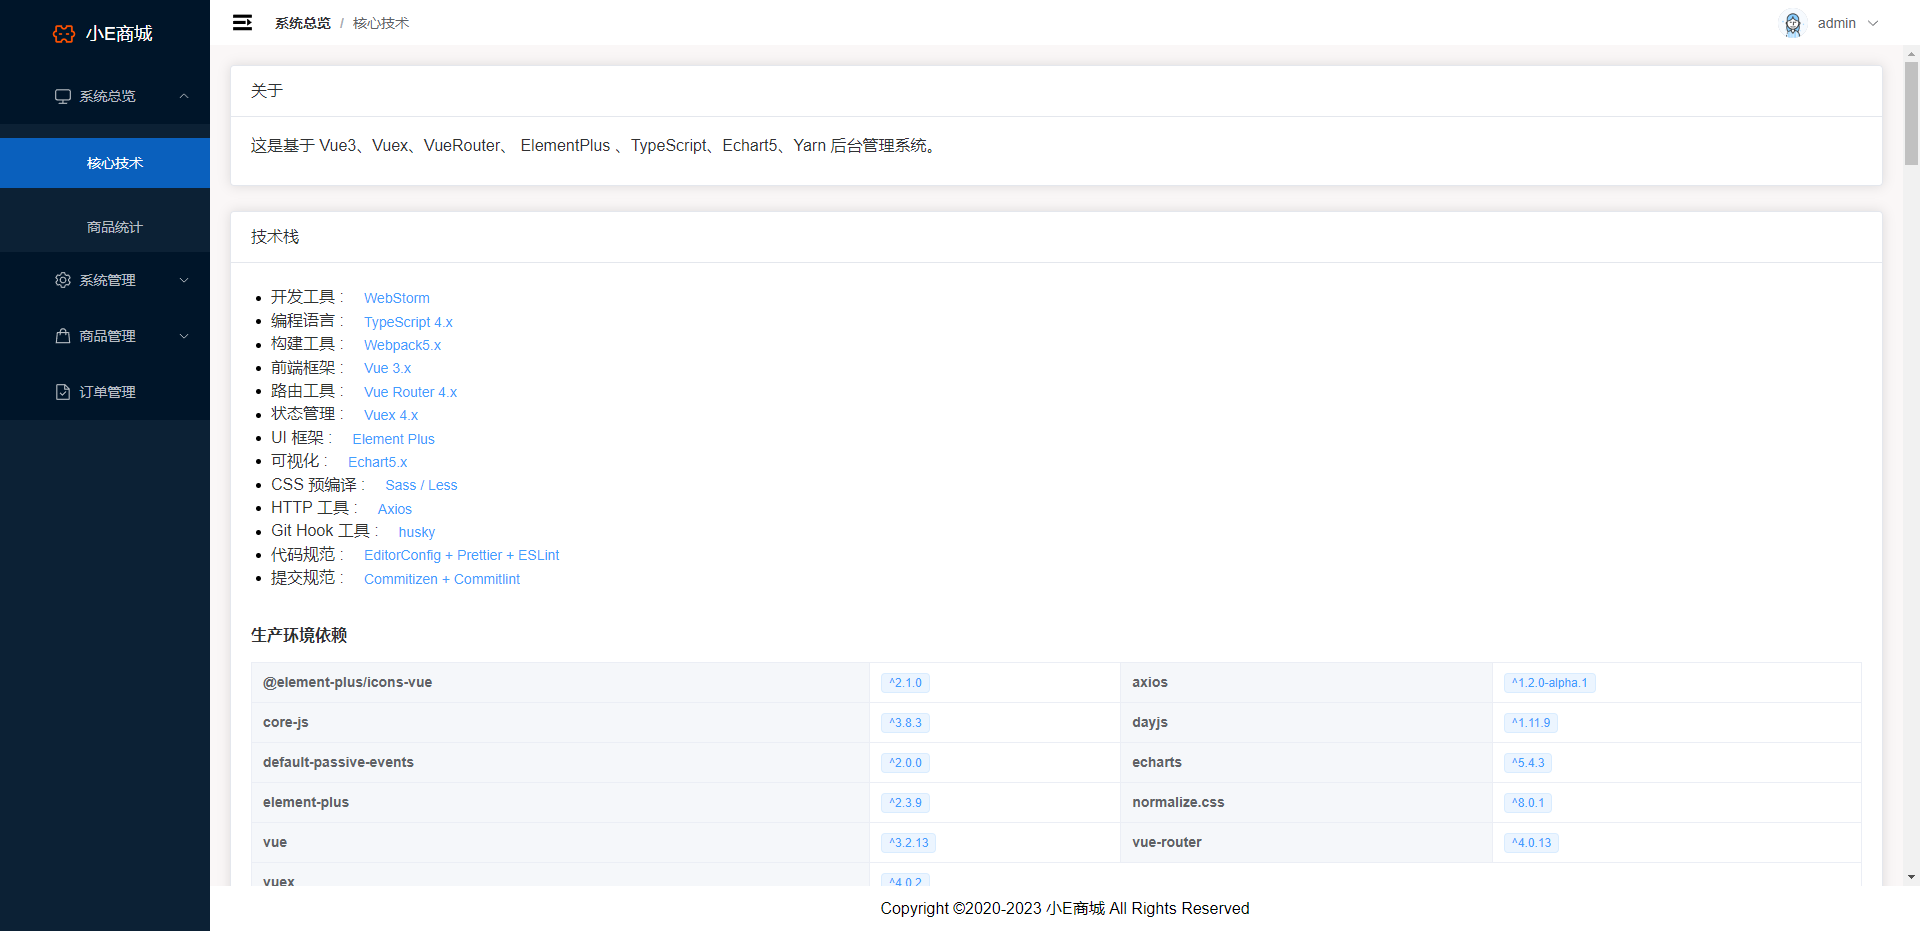 小E商城
系统总览
核心技术
商品统计
系统管理
商品管理
订单管理
系统总览 / 核心技术
admin
关于
这是基于 Vue3、Vuex、VueRouter、 ElementPlus 、TypeScript、Echart5、Yarn 后台管理系统。
技术栈
开发工具： WebStorm
编程语言： TypeScript 4.x
构建工具： Webpack5.x
前端框架： Vue 3.x
路由工具： Vue Router 4.x
状态管理： Vuex 4.x
UI 框架： Element Plus
可视化： Echart5.x
CSS 预编译： Sass / Less
HTTP 工具： Axios
Git Hook 工具： husky
代码规范： EditorConfig + Prettier + ESLint
提交规范： Commitizen + Commitlint
生产环境依赖
@element-plus/icons-vue ^2.1.0 axios ^1.2.0-alpha.1
core-js ^3.8.3 dayjs ^1.11.9
default-passive-events ^2.0.0 echarts ^5.4.3
element-plus ^2.3.9 normalize.css ^8.0.1
vue ^3.2.13 vue-router ^4.0.13
vuex ^4.0.2
Copyright ©2020-2023 小E商城 All Rights Reserved